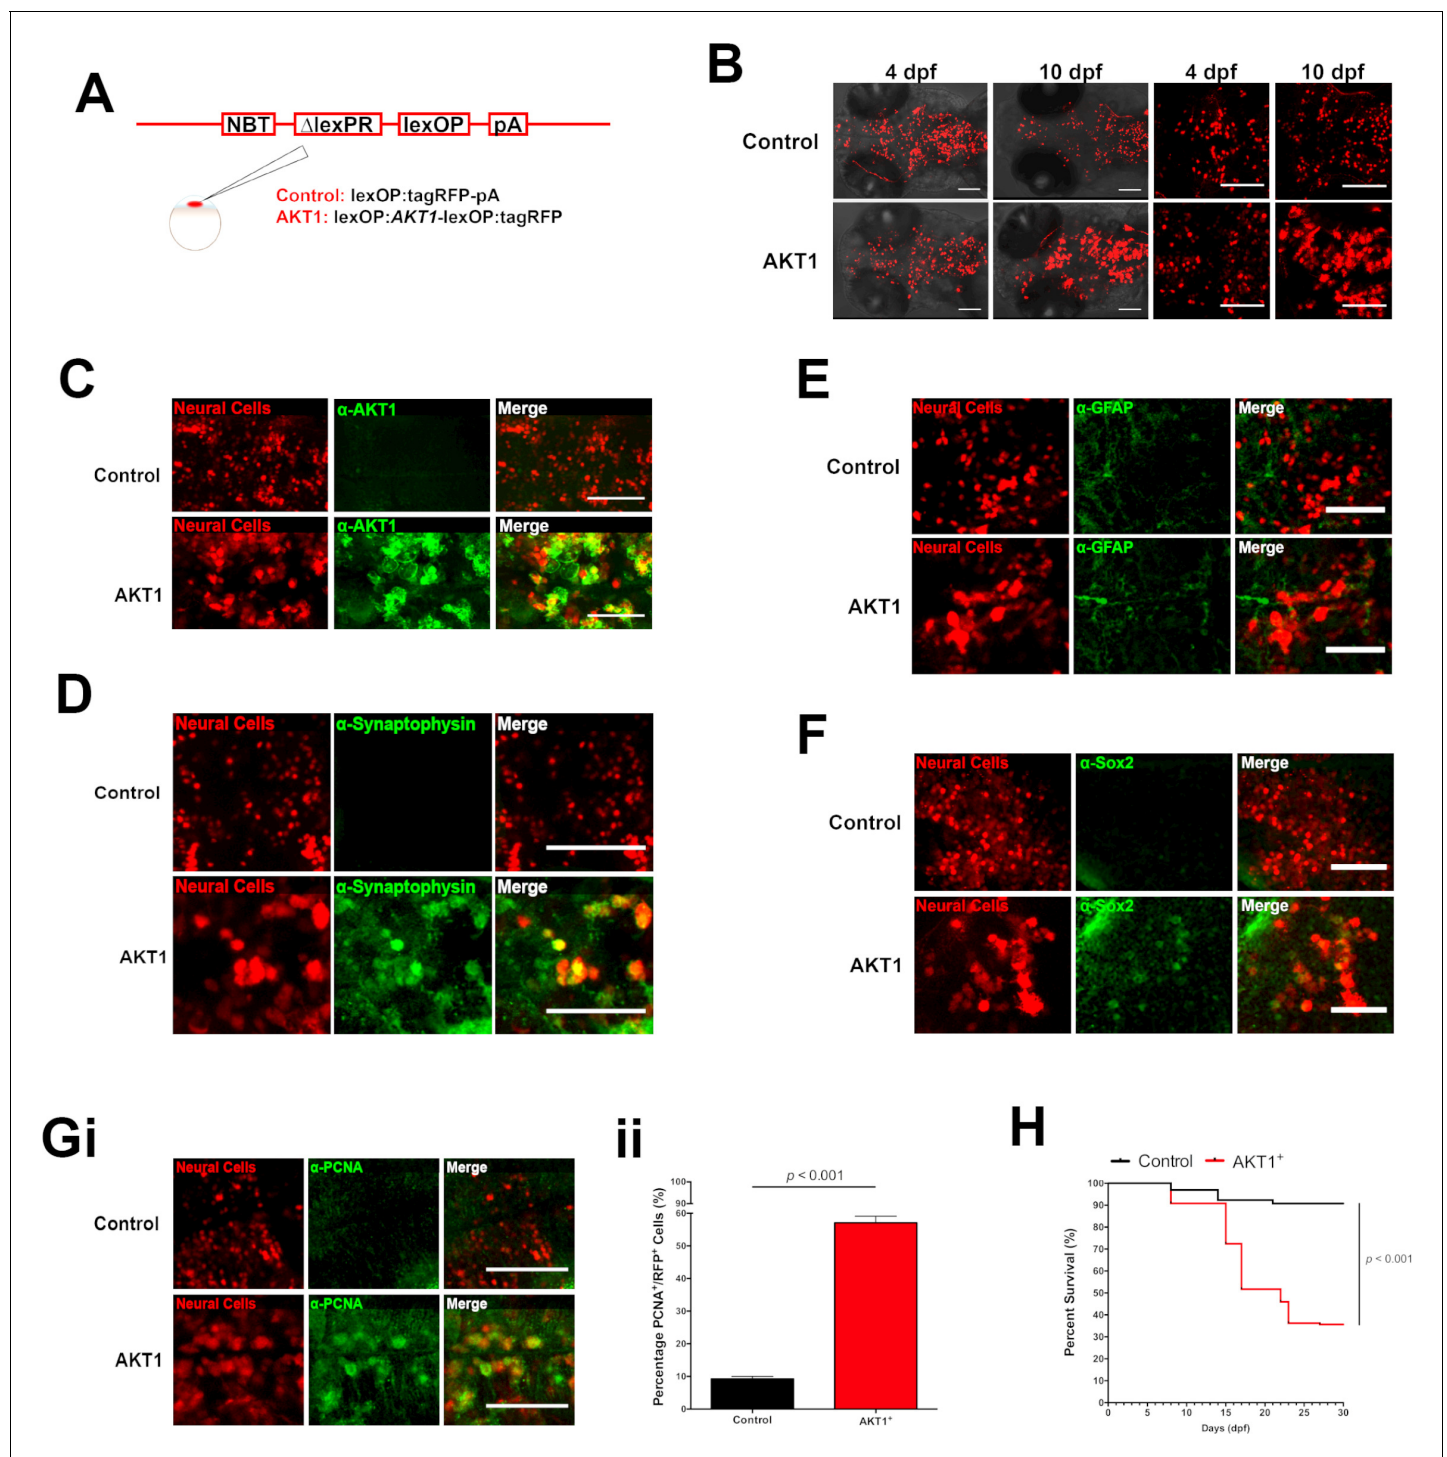 A
NBT ΔlexPR lexOP pA
Control: lexOP:tagRFP-pA
AKT1: lexOP:AKT1-lexOP:tagRFP
B
4 dpf 10 dpf 4 dpf 10 dpf
Control
AKT1
C
Neural Cells α-AKT1 Merge
Control
Neural Cells α-AKT1 Merge
AKT1
D
Neural Cells α-Synaptophysin Merge
Control
Neural Cells α-Synaptophysin Merge
AKT1
E
Neural Cells α-GFAP Merge
Control
Neural Cells α-GFAP Merge
AKT1
F
Neural Cells α-Sox2 Merge
Control
Neural Cells α-Sox2 Merge
AKT1
Gi
Neural Cells α-PCNA Merge
Control
Neural Cells α-PCNA Merge
AKT1
ii
Percentage PCNA⁺/RFP⁺ Cells (%)
p < 0.001
100
90
60
50
40
30
20
10
0
Control AKT1⁺
H
Control AKT1⁺
Percent Survival (%)
100
90
80
70
60
50
40
30
20
10
0
p < 0.001
0 5 10 15 20 25 30
Days (dpf)